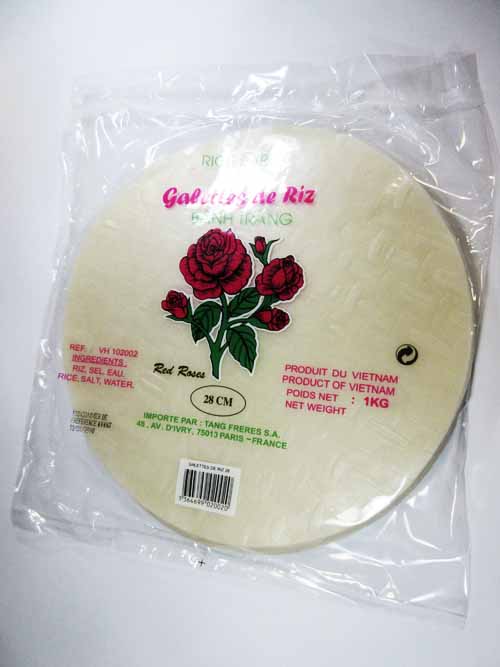 Galettes de Riz
BÁNH TRÁNG
REF. : VH 102002
INGREDIENTS
RIZ, SEL, EAU.
RICE, SALT, WATER.
Red Roses
28 CM
PRODUIT DU VIETNAM
PRODUCT OF VIETNAM
POIDS NET : 1KG
NET WEIGHT
IMPORTE PAR : TANG FRERES S.A.
48, AV. D'IVRY, 75013 PARIS - FRANCE
GALETTES DE RIZ 28